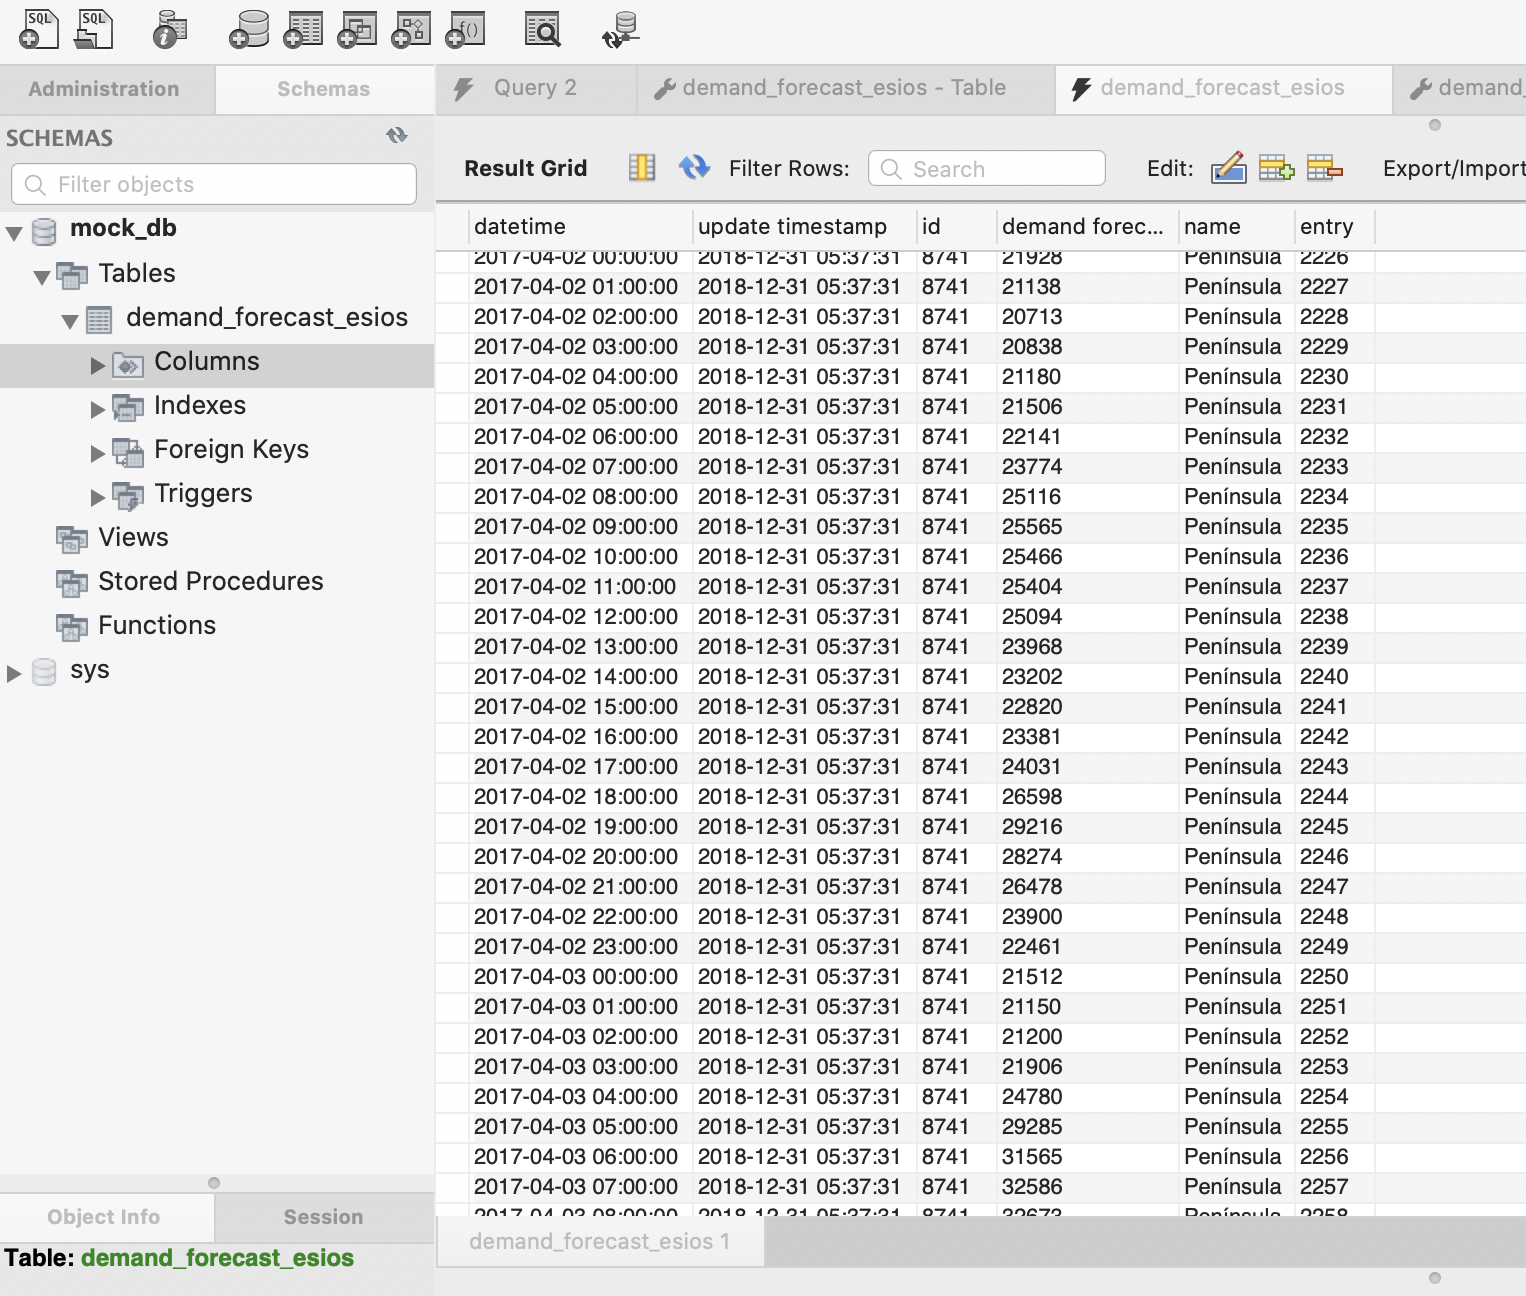 SQL SQL
Administration Schemas Query 2 demand_forecast_esios - Table demand_forecast_esios demand_
SCHEMAS
Filter objects
Result Grid Filter Rows: Search Edit: Export/Import
mock_db
Tables
demand_forecast_esios
Columns
Indexes
Foreign Keys
Triggers
Views
Stored Procedures
Functions
sys
datetime update timestamp id demand forec... name entry
2017-04-02 00:00:00 2018-12-31 05:37:31 8741 21928 Península 2226
2017-04-02 01:00:00 2018-12-31 05:37:31 8741 21138 Península 2227
2017-04-02 02:00:00 2018-12-31 05:37:31 8741 20713 Península 2228
2017-04-02 03:00:00 2018-12-31 05:37:31 8741 20838 Península 2229
2017-04-02 04:00:00 2018-12-31 05:37:31 8741 21180 Península 2230
2017-04-02 05:00:00 2018-12-31 05:37:31 8741 21506 Península 2231
2017-04-02 06:00:00 2018-12-31 05:37:31 8741 22141 Península 2232
2017-04-02 07:00:00 2018-12-31 05:37:31 8741 23774 Península 2233
2017-04-02 08:00:00 2018-12-31 05:37:31 8741 25116 Península 2234
2017-04-02 09:00:00 2018-12-31 05:37:31 8741 25565 Península 2235
2017-04-02 10:00:00 2018-12-31 05:37:31 8741 25466 Península 2236
2017-04-02 11:00:00 2018-12-31 05:37:31 8741 25404 Península 2237
2017-04-02 12:00:00 2018-12-31 05:37:31 8741 25094 Península 2238
2017-04-02 13:00:00 2018-12-31 05:37:31 8741 23968 Península 2239
2017-04-02 14:00:00 2018-12-31 05:37:31 8741 23202 Península 2240
2017-04-02 15:00:00 2018-12-31 05:37:31 8741 22820 Península 2241
2017-04-02 16:00:00 2018-12-31 05:37:31 8741 23381 Península 2242
2017-04-02 17:00:00 2018-12-31 05:37:31 8741 24031 Península 2243
2017-04-02 18:00:00 2018-12-31 05:37:31 8741 26598 Península 2244
2017-04-02 19:00:00 2018-12-31 05:37:31 8741 29216 Península 2245
2017-04-02 20:00:00 2018-12-31 05:37:31 8741 28274 Península 2246
2017-04-02 21:00:00 2018-12-31 05:37:31 8741 26478 Península 2247
2017-04-02 22:00:00 2018-12-31 05:37:31 8741 23900 Península 2248
2017-04-02 23:00:00 2018-12-31 05:37:31 8741 22461 Península 2249
2017-04-03 00:00:00 2018-12-31 05:37:31 8741 21512 Península 2250
2017-04-03 01:00:00 2018-12-31 05:37:31 8741 21150 Península 2251
2017-04-03 02:00:00 2018-12-31 05:37:31 8741 21200 Península 2252
2017-04-03 03:00:00 2018-12-31 05:37:31 8741 21906 Península 2253
2017-04-03 04:00:00 2018-12-31 05:37:31 8741 24780 Península 2254
2017-04-03 05:00:00 2018-12-31 05:37:31 8741 29285 Península 2255
2017-04-03 06:00:00 2018-12-31 05:37:31 8741 31565 Península 2256
2017-04-03 07:00:00 2018-12-31 05:37:31 8741 32586 Península 2257
Object Info Session
Table: demand_forecast_esios
demand_forecast_esios 1